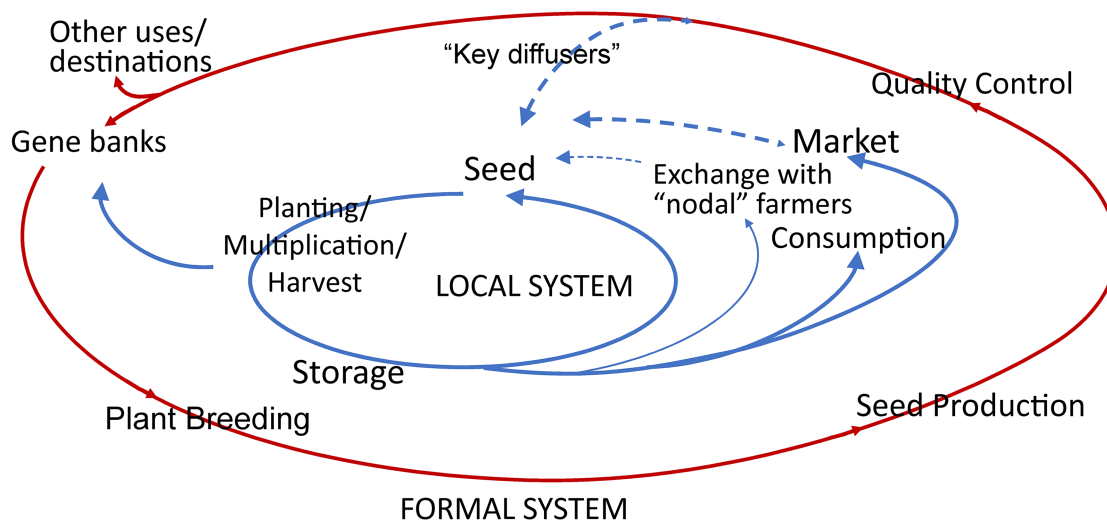 Other uses/
destinations
“Key diffusers”
Quality Control
Gene banks
Market
Seed
Exchange with
“nodal” farmers
Planting/
Multiplication/
Harvest
Consumption
LOCAL SYSTEM
Storage
Plant Breeding
Seed Production
FORMAL SYSTEM